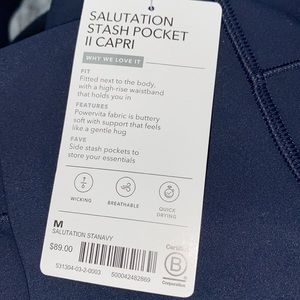 SALUTATION
STASH POCKET
II CAPRI
WHY WE LOVE IT
FIT
Fitted next to the body
with a high-rise waistband
that holds you in
FEATURES
Powervita fabric is buttery
soft with support that feels
like a gentle hug
FAVE
Side stash pockets to
store your essentials
WICKING
BREATHABLE
QUICK
DRYING
M
SALUTATION STANAVY
$89.00
531304-03-2-0003
500042482869
Certified
B
Corporation